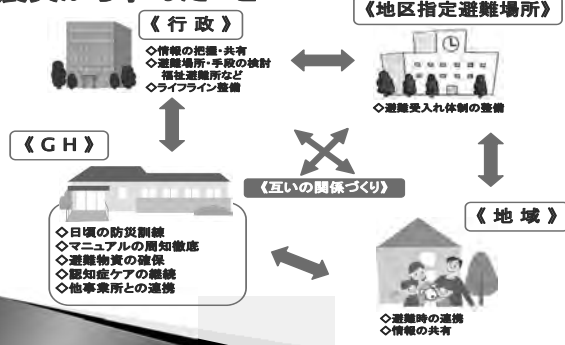 《 行 政 》
◇情報の把握・共有
◇避難場所・手段の検討
福祉避難所など
◇ライフライン整備
《地区指定避難場所》
◇避難受入れ体制の整備
《 G H 》
《互いの関係づくり》
◇日頃の防災訓練
◇マニュアルの周知徹底
◇避難物資の確保
◇認知症ケアの継続
◇他事業所との連携
《 地 域 》
◇避難時の連携
◇情報の共有